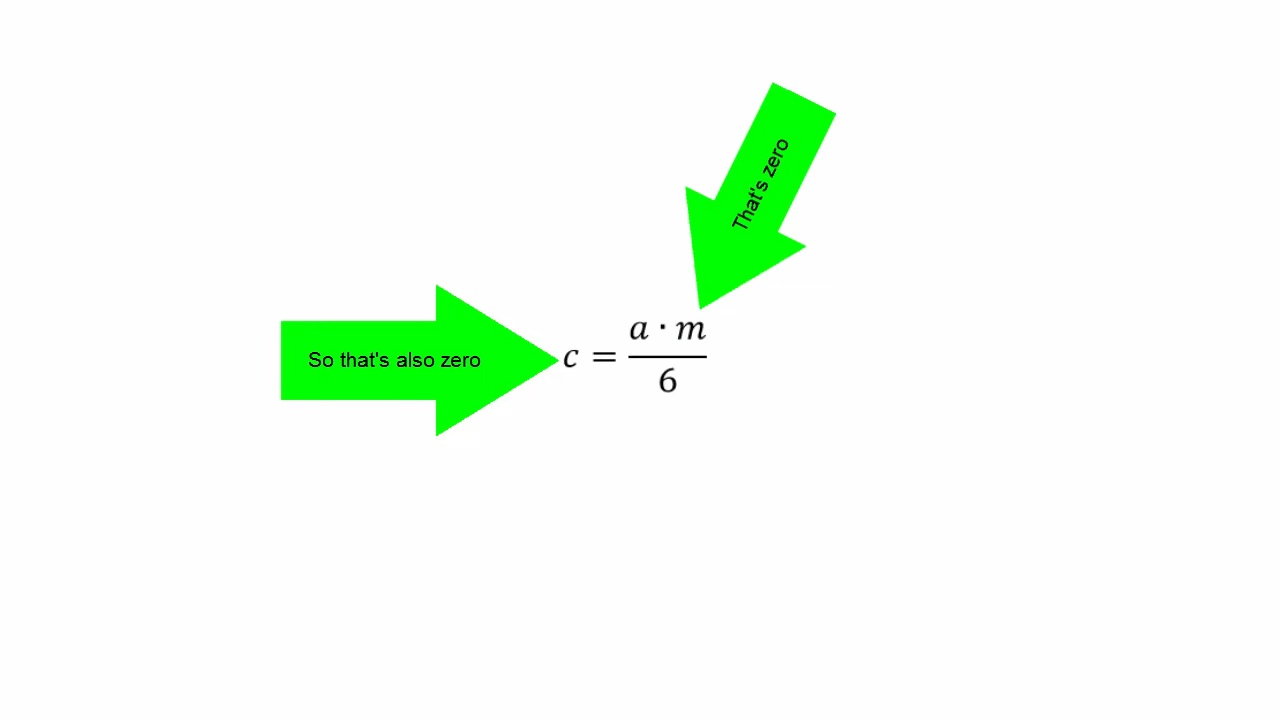 That's zero
So that's also zero
c = a · m / 6